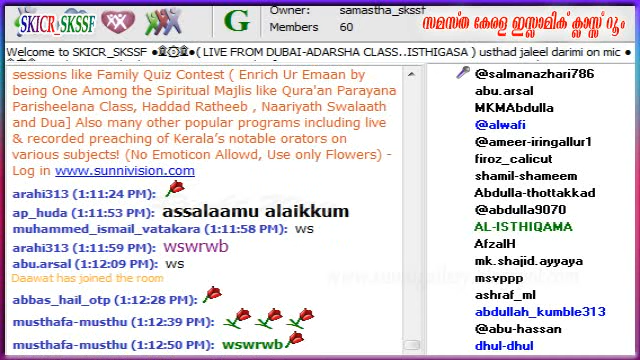 SKICR SKSSF
G
Owner: samastha_skssf
Members 60
സമസ്ത കേരള ഇസ്ലാമിക് ക്ലാസ്സ് റൂം
Welcome to SKICR_SKSSF ●۩۞۩●( LIVE FROM DUBAI-ADARSHA CLASS..ISTHIGASA ) usthad jaleel darimi on mic ●
sessions like Family Quiz Contest ( Enrich Ur Emaan by
being One Among the Spiritual Majlis like Qura'an Parayana
Parisheelana Class, Haddad Ratheeb , Naariyath Swalaath
and Dua] Also many other popular programs including live
& recorded preaching of Kerala's notable orators on
various subjects! (No Emoticon Allowd, Use only Flowers) -
Log in www.sunnivision.com
arahi313 (1:11:24 PM):
ap_huda (1:11:53 PM): assalaamu alaikkum
muhammed_ismail_vatakara (1:11:58 PM): ws
arahi313 (1:11:59 PM): wswrwb
abu.arsal (1:12:09 PM): ws
Daawat has joined the room
abbas_hail_otp (1:12:28 PM):
musthafa-musthu (1:12:39 PM):
musthafa-musthu (1:12:50 PM): wswrwb
@salmanazhari786
abu.arsal
MKMAbdulla
@alwafi
@ameer-iringallur1
firoz_calicut
shamil-shameem
Abdulla-thottakkad
@abdulla9070
AL-ISTHIQAMA
AfzalH
mk.shajid.ayyaya
msvppp
ashraf_ml
abdullah_kumble313
@abu-hassan
dhul-dhul